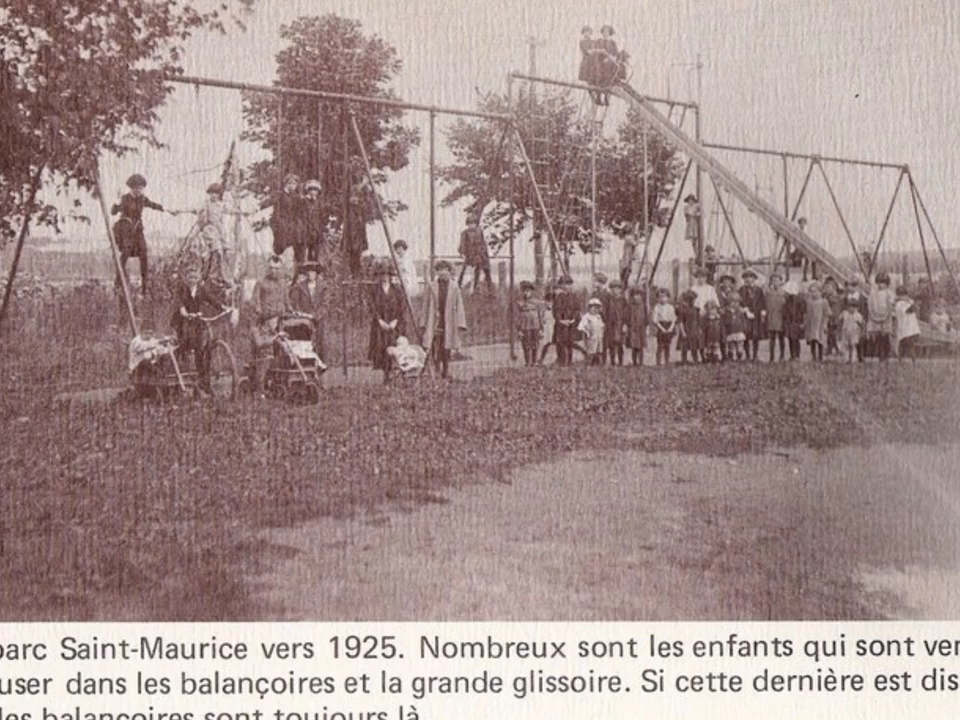 parc Saint-Maurice vers 1925. Nombreux sont les enfants qui sont ver
user dans les balançoires et la grande glissoire. Si cette dernière est dis
les balançoires sont toujours là